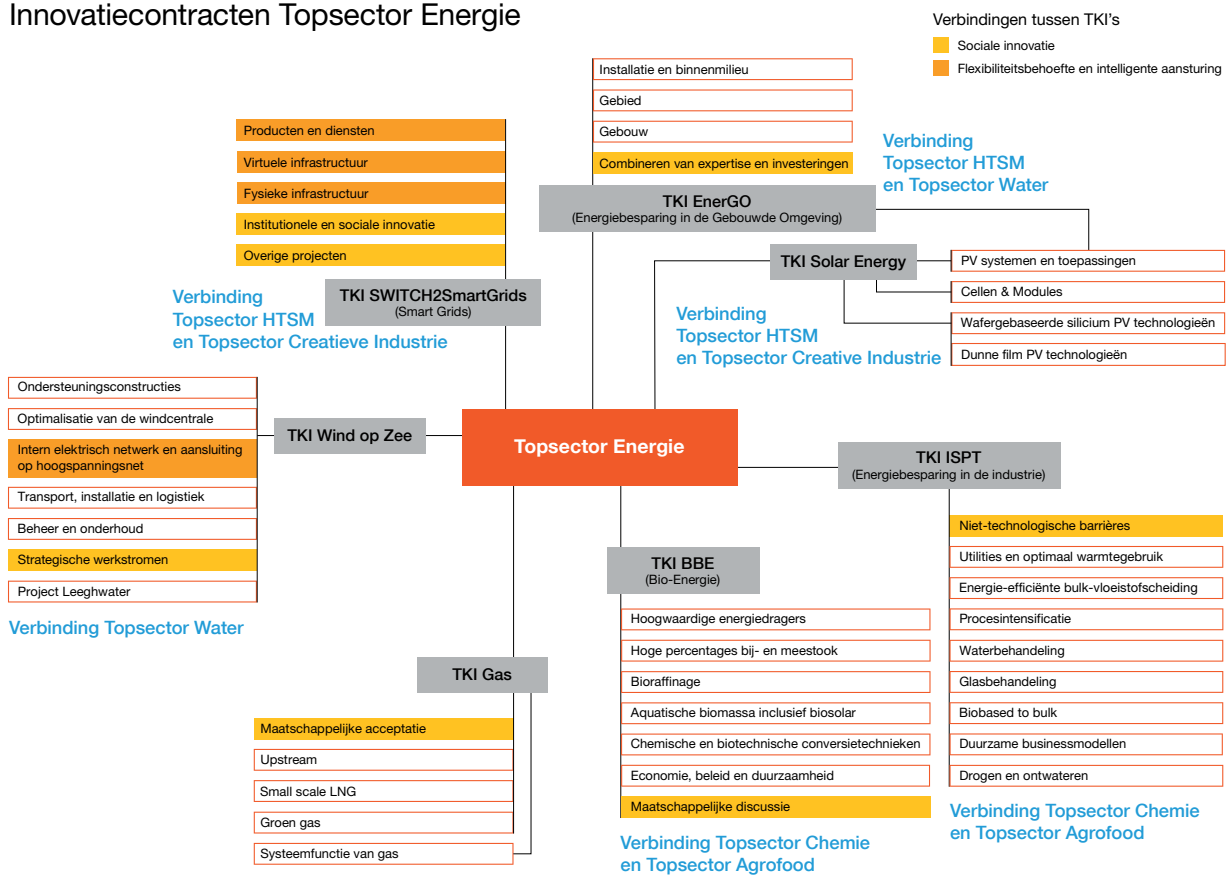 Innovatiecontracten Topsector Energie
Verbindingen tussen TKI's
Sociale innovatie
Flexibiliteitsbehoefte en intelligente aansturing
Installatie en binnenmilieu
Gebied
Gebouw
Combineren van expertise en investeringen
TKI EnerGO
(Energiebesparing in de Gebouwde Omgeving)
Verbinding
Topsector HTSM
en Topsector Water
Producten en diensten
Virtuele infrastructuur
Fysieke infrastructuur
Institutionele en sociale innovatie
Overige projecten
TKI SWITCH2SmartGrids
(Smart Grids)
Verbinding
Topsector HTSM
en Topsector Creatieve Industrie
TKI Solar Energy
PV systemen en toepassingen
Cellen & Modules
Wafergebaseerde silicium PV technologieën
Dunne film PV technologieën
Verbinding
Topsector HTSM
en Topsector Creative Industrie
Ondersteuningsconstructies
Optimalisatie van de windcentrale
Intern elektrisch netwerk en aansluiting
op hoogspanningsnet
Transport, installatie en logistiek
Beheer en onderhoud
Strategische werkstromen
Project Leeghwater
TKI Wind op Zee
Verbinding Topsector Water
Topsector Energie
TKI ISPT
(Energiebesparing in de industrie)
Niet-technologische barrières
Utilities en optimaal warmtegebruik
Energie-efficiënte bulk-vloeistofscheiding
Procesintensificatie
Waterbehandeling
Glasbehandeling
Biobased to bulk
Duurzame businessmodellen
Drogen en ontwateren
Verbinding Topsector Chemie
en Topsector Agrofood
TKI BBE
(Bio-Energie)
Hoogwaardige energiedragers
Hoge percentages bij- en meestook
Bioraffinage
Aquatische biomassa inclusief biosolar
Chemische en biotechnische conversietechnieken
Economie, beleid en duurzaamheid
Maatschappelijke discussie
Verbinding Topsector Chemie
en Topsector Agrofood
TKI Gas
Maatschappelijke acceptatie
Upstream
Small scale LNG
Groen gas
Systeemfunctie van gas